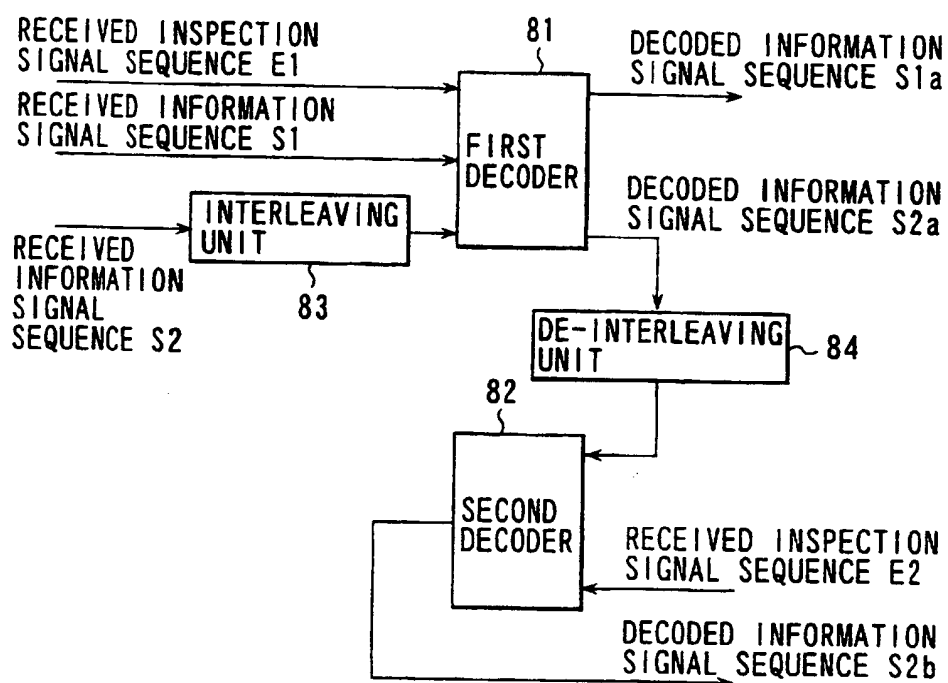 RECEIVED INSPECTION
SIGNAL SEQUENCE E1
RECEIVED INFORMATION
SIGNAL SEQUENCE S1
INTERLEAVING
UNIT
83
RECEIVED
INFORMATION
SIGNAL
SEQUENCE S2
81
FIRST
DECODER
DECODED INFORMATION
SIGNAL SEQUENCE S1a
DECODED INFORMATION
SIGNAL SEQUENCE S2a
DE-INTERLEAVING
UNIT
84
82
SECOND
DECODER
RECEIVED INSPECTION
SIGNAL SEQUENCE E2
DECODED INFORMATION
SIGNAL SEQUENCE S2b